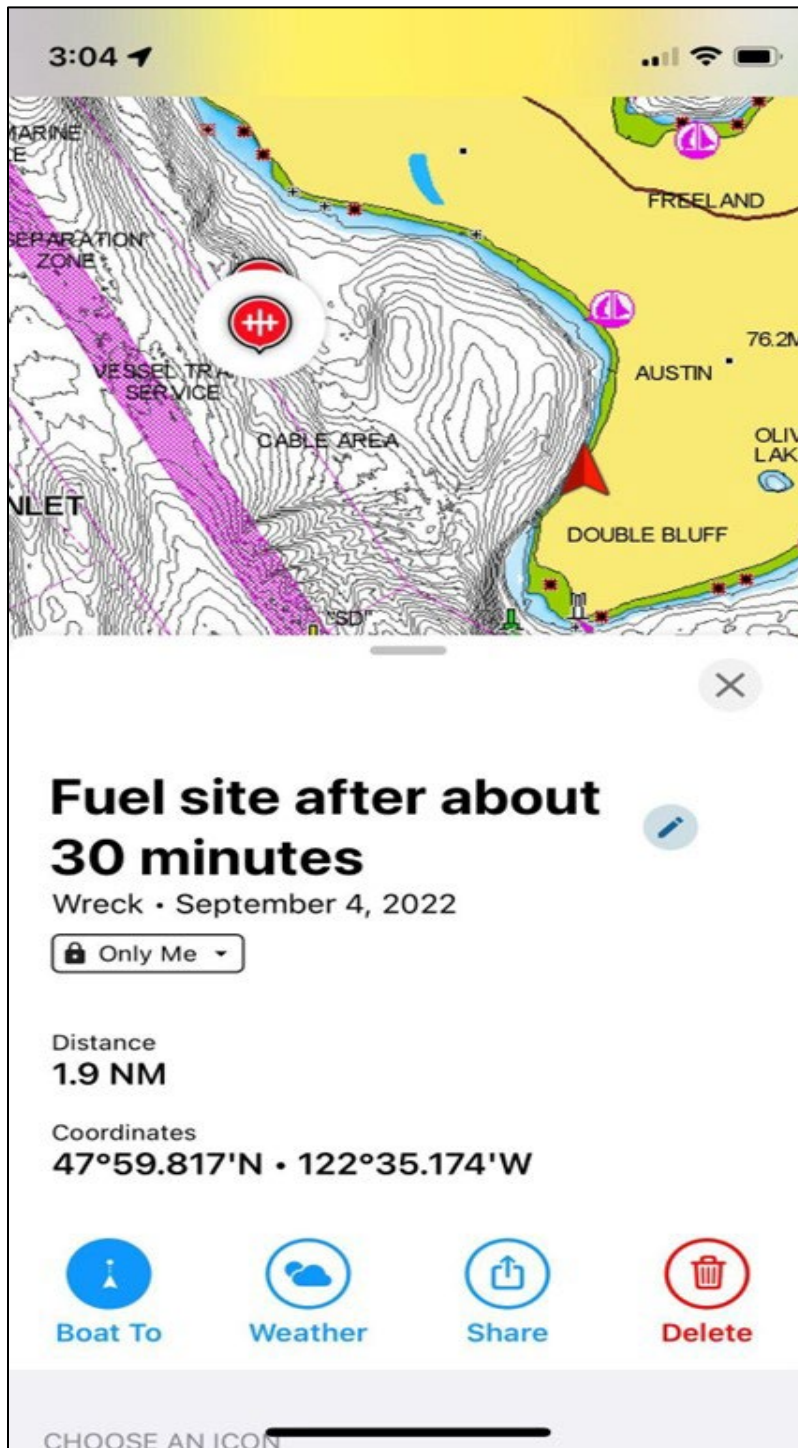 3:04
MARINE
E
FREELAND
SEPARATION"
ZONE
76.2M
VESSEL TRA
SERVICE
AUSTIN
CABLE AREA
OLIV
LAK
NLET
DOUBLE BLUFF
"SD"
Fuel site after about
30 minutes
Wreck • September 4, 2022
Only Me
Distance
1.9 NM
Coordinates
47°59.817'N • 122°35.174'W
Boat To
Weather
Share
Delete
CHOOSE AN ICON